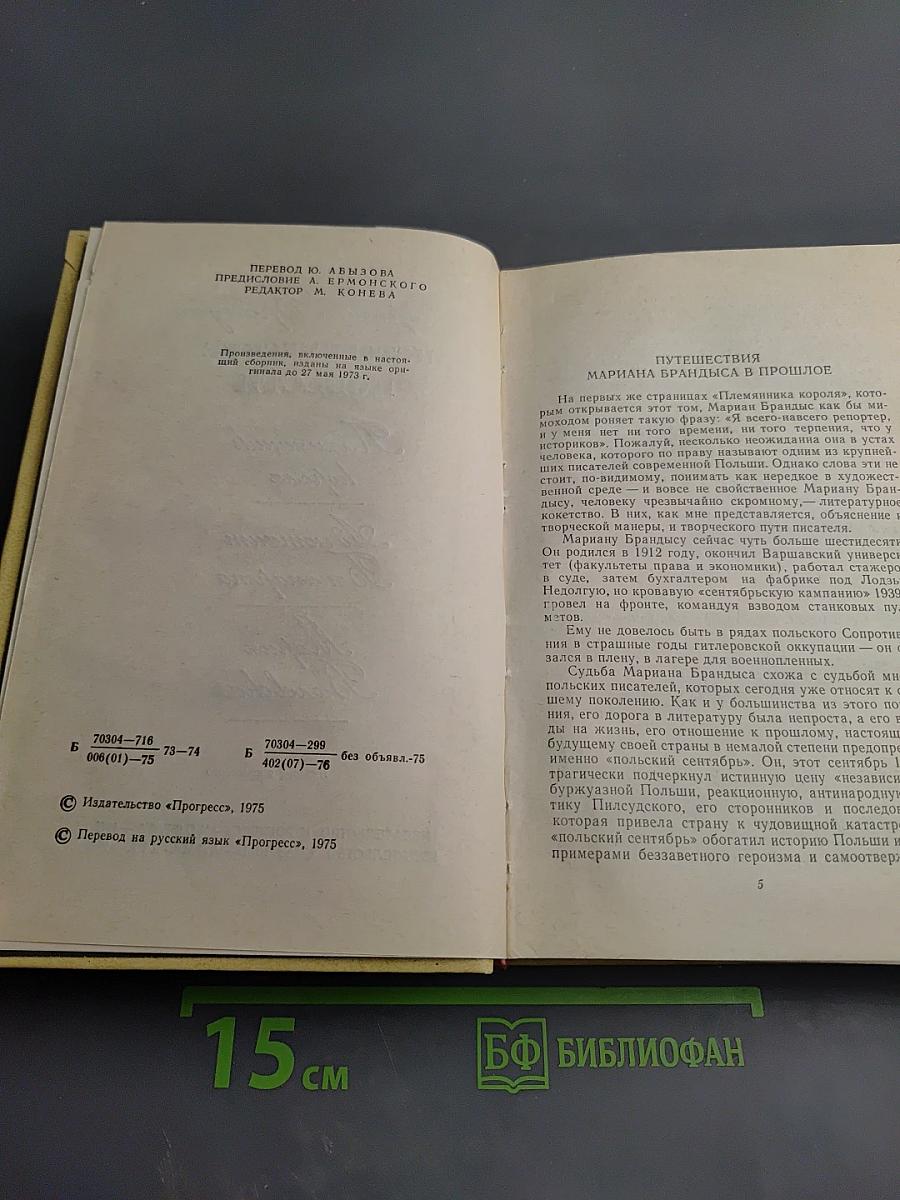 ПЕРЕВОД Ю. АБЫЗОВА
ПРЕДИСЛОВИЕ А. ЕРМОНСКОГО
РЕДАКТОР М. КОНЕВА
Произведения, включенные в настоя-
щий сборник, изданы на языке ори-
гинала до 27 мая 1973 г.
Б 70304—716 73—74
006(01)—75
Б 70304—299 без объявл.-75
402(07)—76
© Издательство «Прогресс», 1975
© Перевод на русский язык «Прогресс», 1975
ПУТЕШЕСТВИЯ
МАРИАНА БРАНДЫСА В ПРОШЛОЕ
На первых же страницах «Племянника короля», кото-
рым открывается этот том, Мариан Брандыс как бы ми-
моходом роняет такую фразу: «Я всего-навсего репортер,
и у меня нет ни того времени, ни того терпения, что у
историков». Пожалуй, несколько неожиданна она в устах
человека, которого по праву называют одним из крупней-
ших писателей современной Польши. Однако слова эти не
стоит, по-видимому, понимать как нередкое в художест-
венной среде — и вовсе не свойственное Мариану Бран-
дысу, человеку чрезвычайно скромному,— литературное
кокетство. В них, как мне представляется, объяснение и
творческой манеры, и творческого пути писателя.
Мариану Брандысу сейчас чуть больше шестидесяти
Он родился в 1912 году, окончил Варшавский универси
тет (факультеты права и экономики), работал стажеро
в суде, затем бухгалтером на фабрике под Лодзь
Недолгую, но кровавую «сентябрьскую кампанию» 1939
провел на фронте, командуя взводом станковых пул
метов.
Ему не довелось быть в рядах польского Сопротив
ния в страшные годы гитлеровской оккупации — он о
зался в плену, в лагере для военнопленных.
Судьба Мариана Брандыса схожа с судьбой мн
польских писателей, которых сегодня уже относят к с
шему поколению. Как и у большинства из этого по
ния, его дорога в литературу была непроста, а его в
ды на жизнь, его отношение к прошлому, настоящ
будущему своей страны в немалой степени предопре
именно «польский сентябрь». Он, этот сентябрь 1
трагически подчеркнул истинную цену «независи
буржуазной Польши, реакционную, антинародную
тику Пилсудского, его сторонников и последов
которая привела страну к чудовищной катастро
«польский сентябрь» обогатил историю Польши и
примерами беззаветного героизма и самоотверж
5
15 см
БФ БИБЛИОФАН